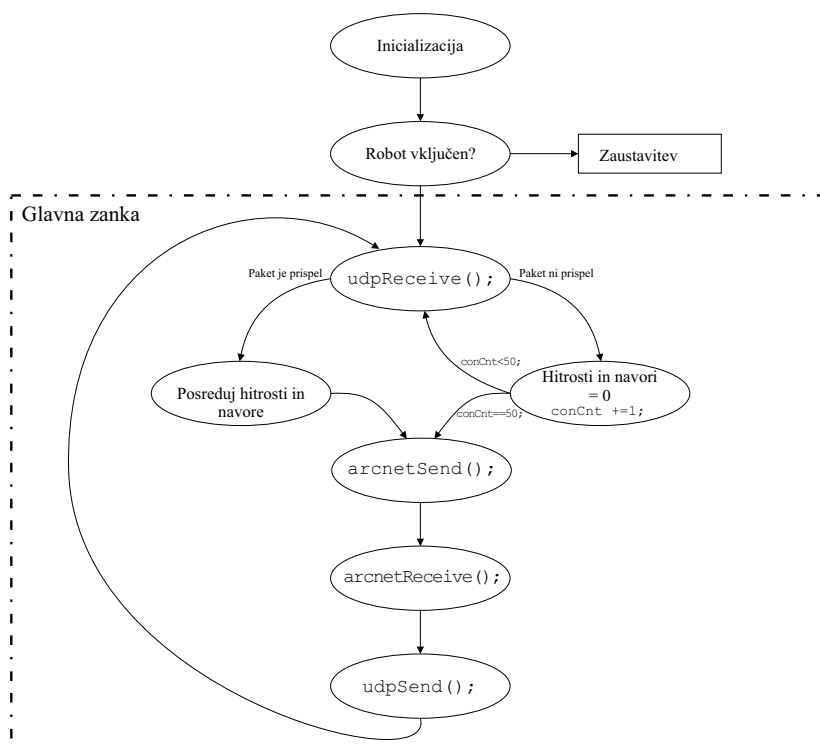 Inicializacija
Robot vključen?
Zaustavitev
Glavna zanka
udpReceive();
Paket je prispel
Paket ni prispel
conCnt<50;
Posreduj hitrosti in
navore
Hitrosti in navori
= 0
conCnt +=1;
conCnt==50;
arcnetSend();
arcnetReceive();
udpSend();